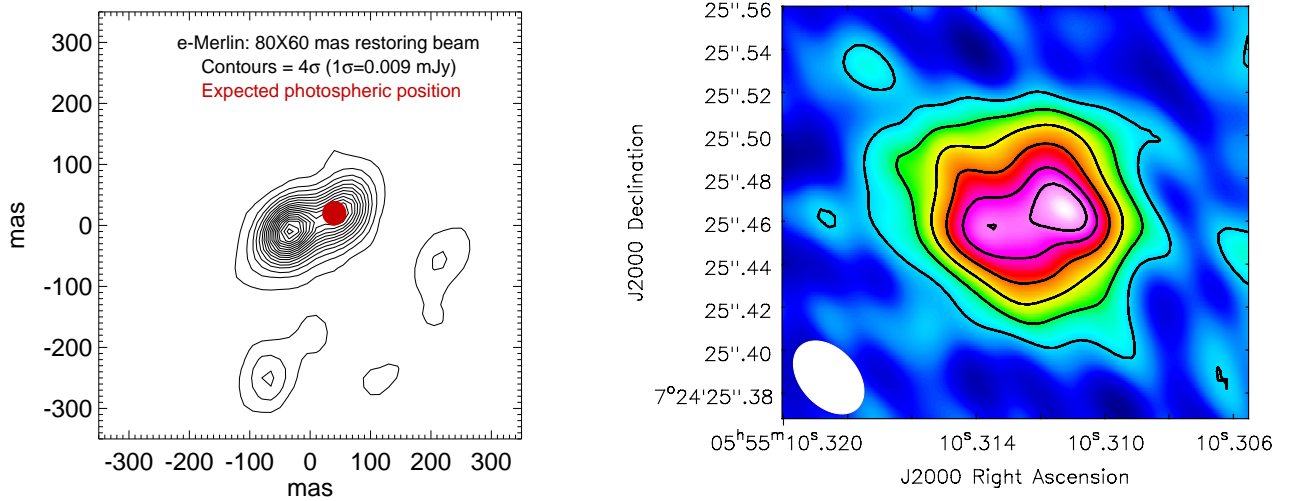 e-Merlin: 80X60 mas restoring beam
Contours = 4σ (1σ=0.009 mJy)
Expected photospheric position
300
200
100
0
-100
-200
-300
mas
-300 -200 -100 0 100 200 300
mas
25".56
25".54
25".52
25".50
25".48
25".46
25".44
25".42
25".40
7°24'25".38
J2000 Declination
05ʰ55ᵐ10ˢ.320 10ˢ.314 10ˢ.310 10ˢ.306
J2000 Right Ascension